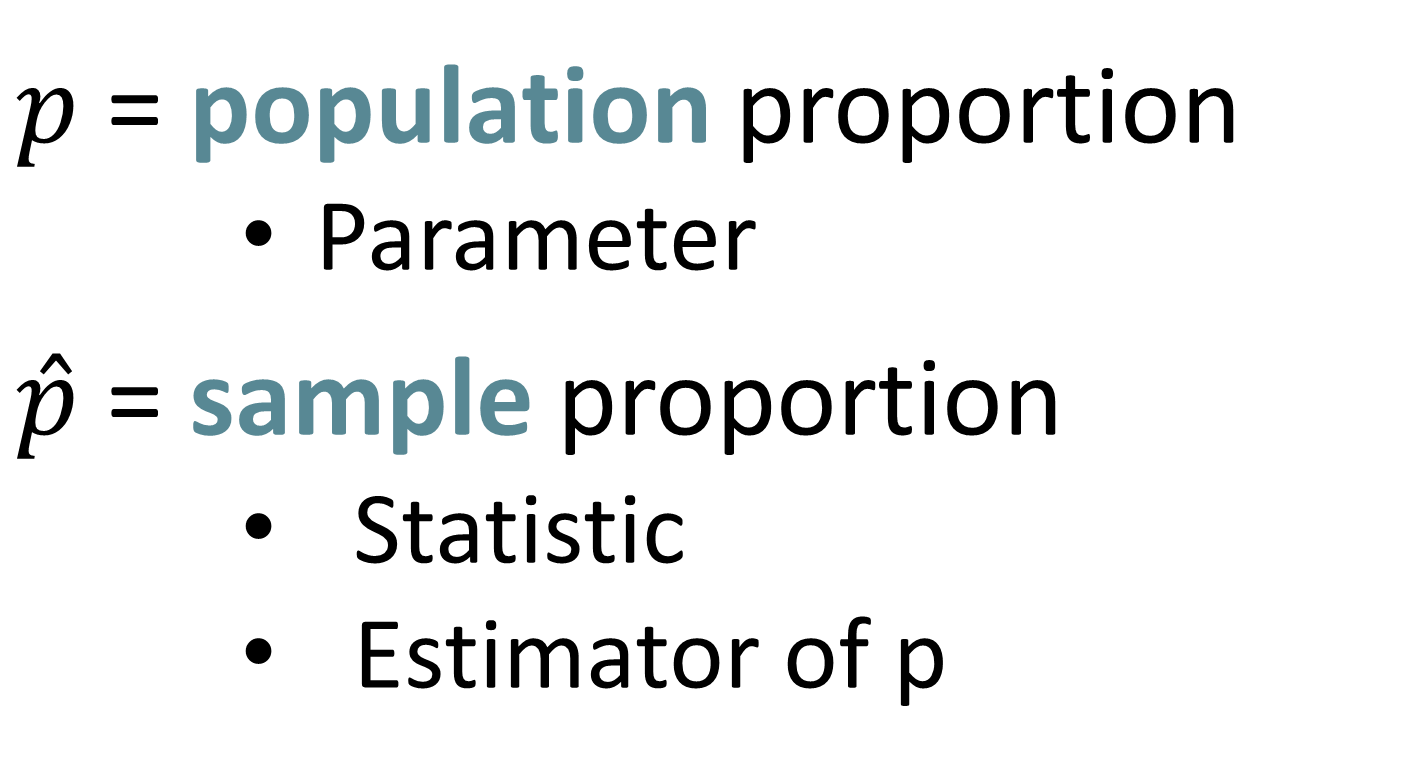 p = population proportion
• Parameter
p̂ = sample proportion
• Statistic
• Estimator of p